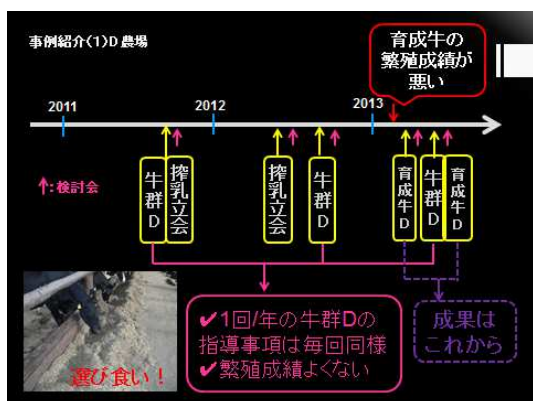 事例紹介(1)D農場
育成牛の
繁殖成績が
悪い
2011
2012
2013
↑:検討会
牛群D
搾乳立会
搾乳立会
牛群D
育成牛D
牛群D
育成牛D
選び食い!
✔1回/年の牛群Dの
指導事項は毎回同様
✔繁殖成績よくない
成果は
これから